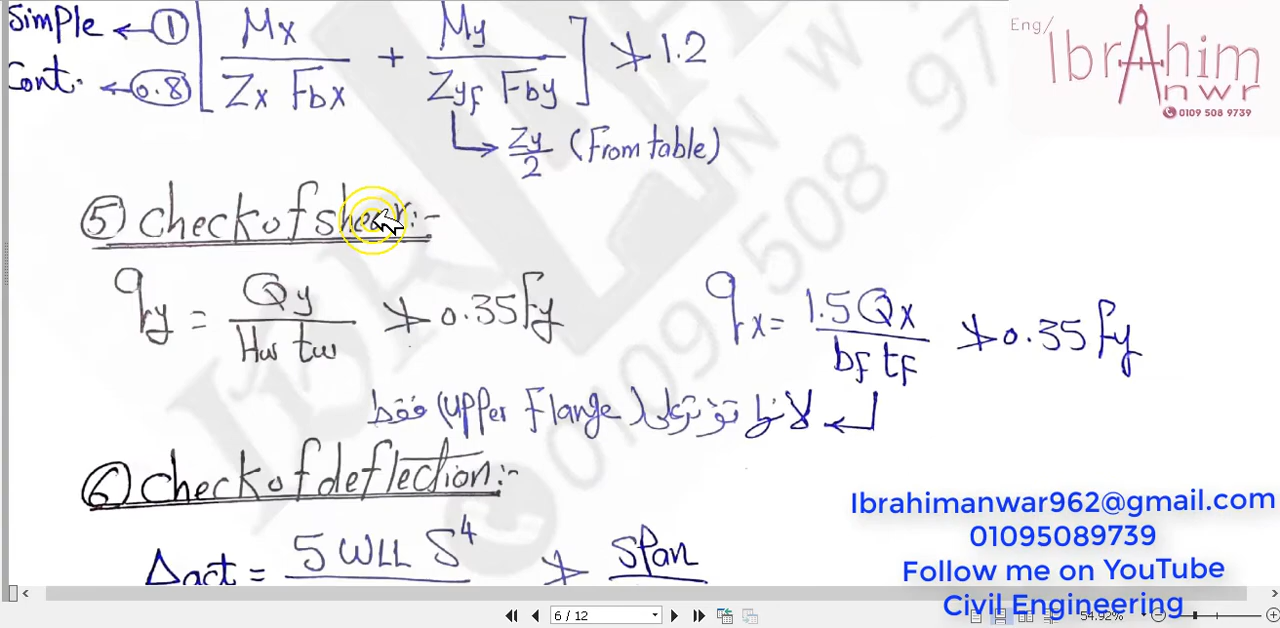 Simple ← ① [ Mx / Zx Fbx + My / Zyf Fby ] ≯ 1.2
Cont. ← 0.8
Zy / 2 (From table)
⑤ Check of shear:-
qy = Qy / Hw tw ≯ 0.35 Fy
qx = 1.5 Qx / bf tf ≯ 0.35 Fy
لأنها تؤثر على (upper Flange) فقط
⑥ Check of deflection:-
Δact = 5 WLL S⁴ ≯ Span
Eng/
IbrAhim
Anwr
0109 508 9739
Ibrahimanwar962@gmail.com
01095089739
Follow me on YouTube
Civil Engineering
6 / 12
54.92%